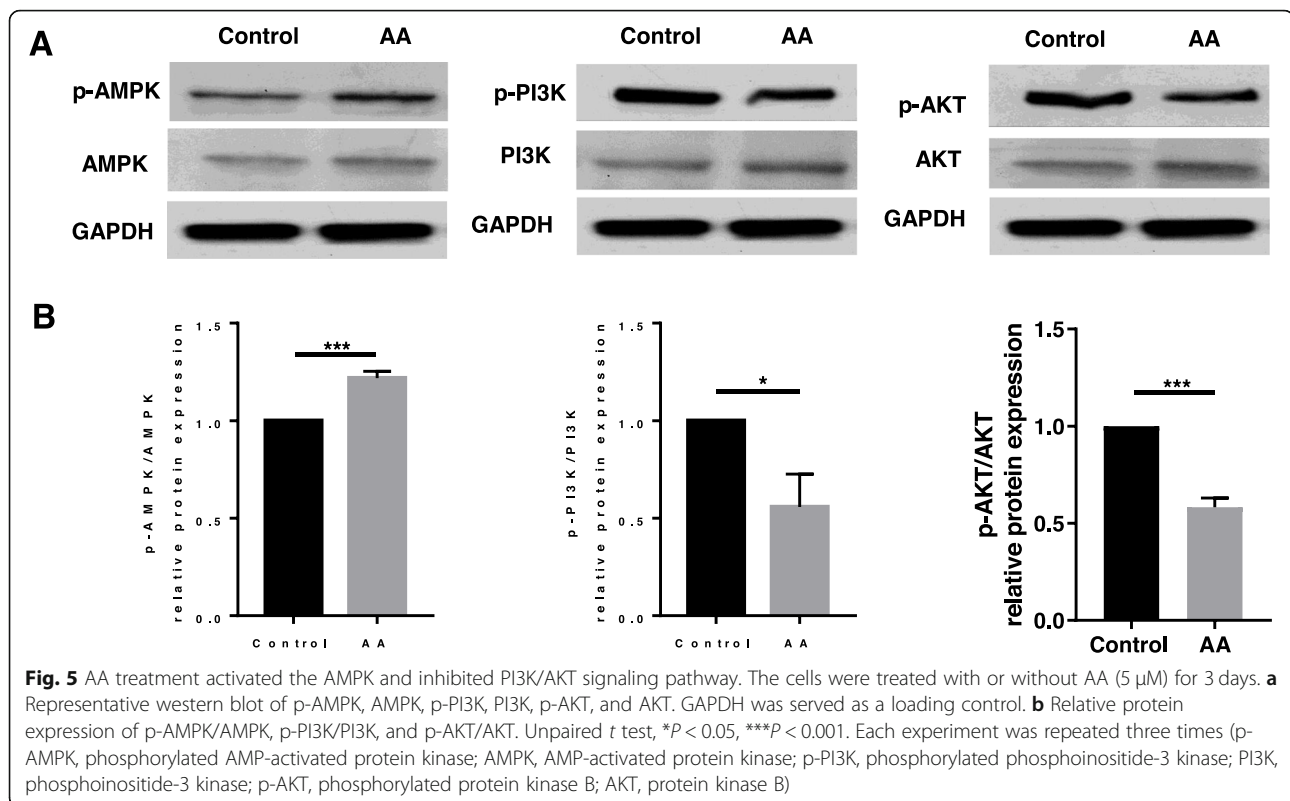 A
Control AA
p-AMPK
AMPK
GAPDH
Control AA
p-PI3K
PI3K
GAPDH
Control AA
p-AKT
AKT
GAPDH
B
p-AMPK/AMPK
relative protein expression
1.5
1.0
0.5
0.0
***
Control AA
p-PI3K/PI3K
relative protein expression
1.5
1.0
0.5
0.0
*
Control AA
p-AKT/AKT
relative protein expression
1.5
1.0
0.5
0.0
***
Control AA
Fig. 5 AA treatment activated the AMPK and inhibited PI3K/AKT signaling pathway. The cells were treated with or without AA (5 μM) for 3 days. a
Representative western blot of p-AMPK, AMPK, p-PI3K, PI3K, p-AKT, and AKT. GAPDH was served as a loading control. b Relative protein
expression of p-AMPK/AMPK, p-PI3K/PI3K, and p-AKT/AKT. Unpaired t test, *P < 0.05, ***P < 0.001. Each experiment was repeated three times (p-
AMPK, phosphorylated AMP-activated protein kinase; AMPK, AMP-activated protein kinase; p-PI3K, phosphorylated phosphoinositide-3 kinase; PI3K,
phosphoinositide-3 kinase; p-AKT, phosphorylated protein kinase B; AKT, protein kinase B)